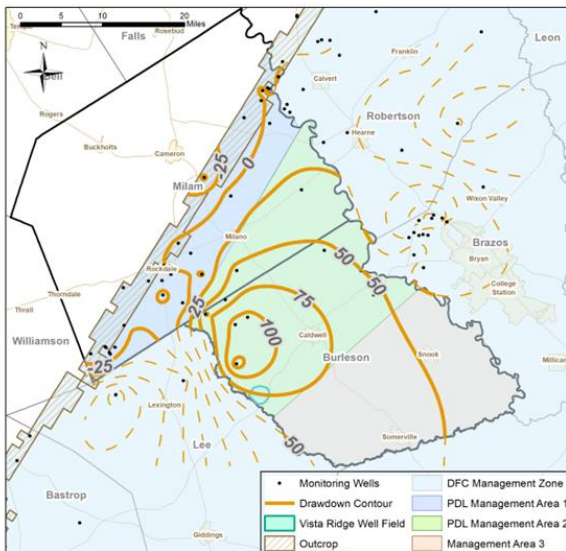 0 5 10 20
Miles
Falls
Rosebud
Leon
Franklin
N
Bell
Calvert
Rogers
Robertson
Buckholts
Cameron
Hearne
-25
0
Milam
Wixon Valley
Milano
50
Brazos
Bryan
Rockdale
College Station
Thorndale
50
Thrall
25
75
Williamson
100
Caldwell
-25
Burleson
Snook
Millican
Lexington
Lee
50
Somerville
Bastrop
Giddings
Monitoring Wells
Drawdown Contour
Vista Ridge Well Field
Outcrop
DFC Management Zone
PDL Management Area 1
PDL Management Area 2
Management Area 3